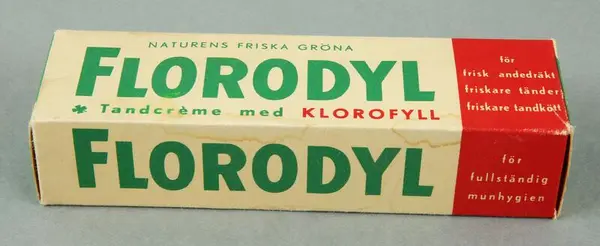 NATURENS FRISKA GRÖNA
FLORODYL
Tandcrème med KLOROFYLL
för
frisk andedräkt
friskare tänder
friskare tandkött
FLORODYL
för
fullständig
munhygien